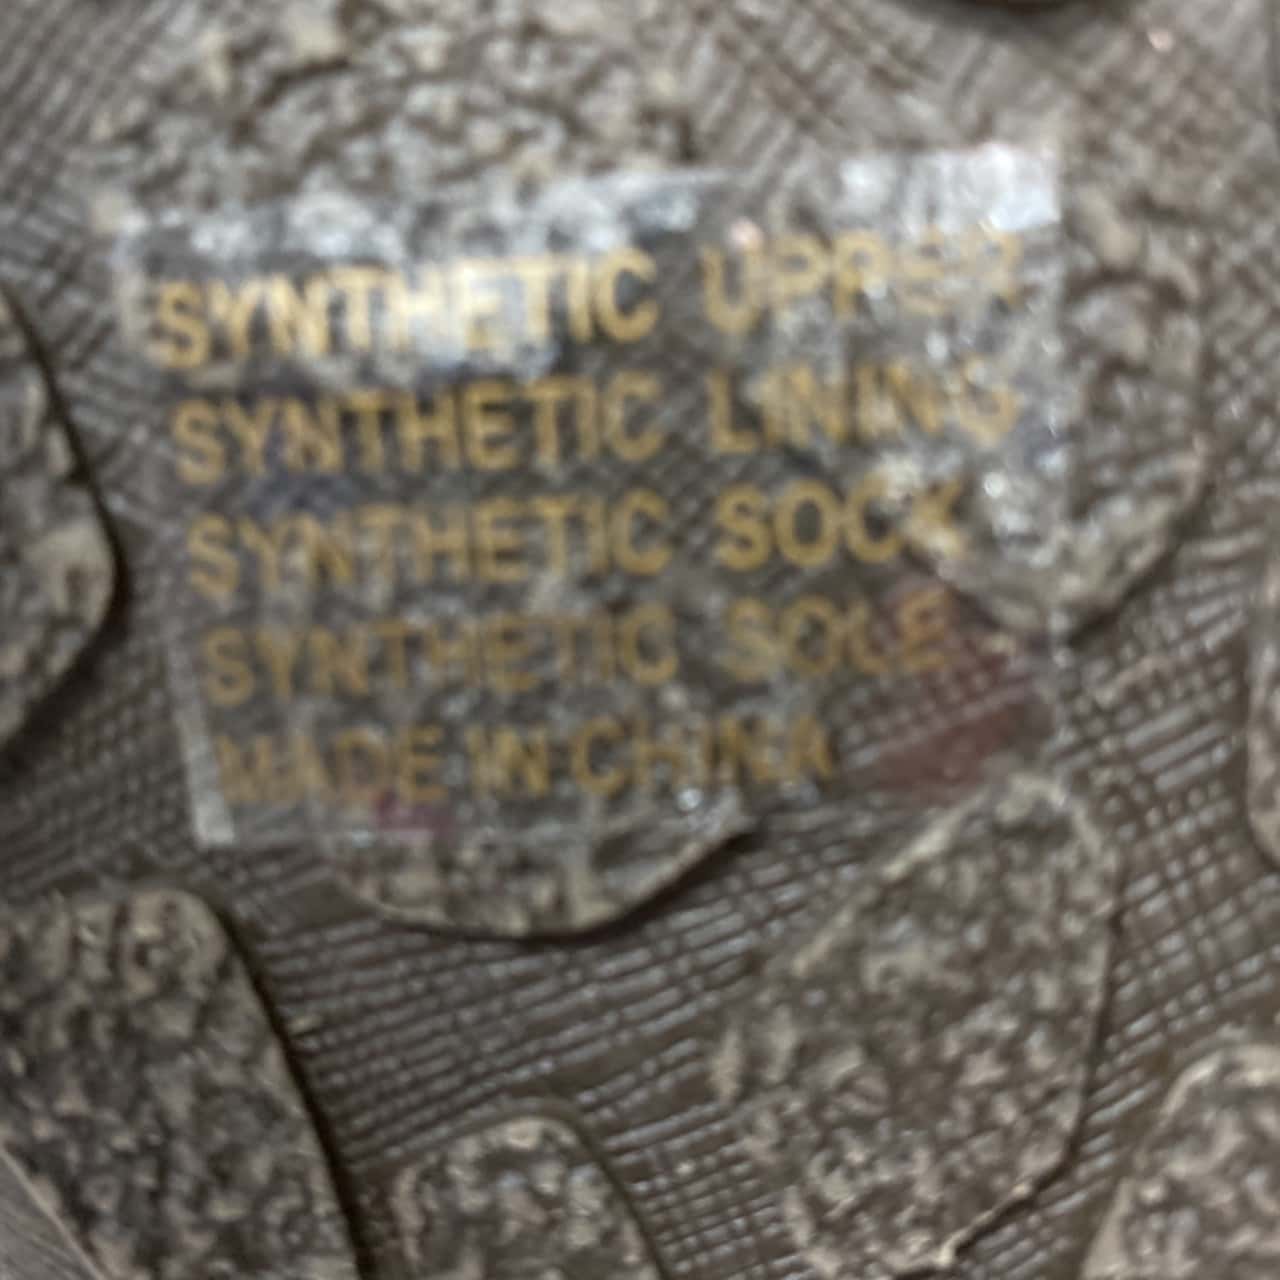 SYNTHETIC UPPER
SYNTHETIC LINING
SYNTHETIC SOCK
SYNTHETIC SOLE
MADE IN CHINA